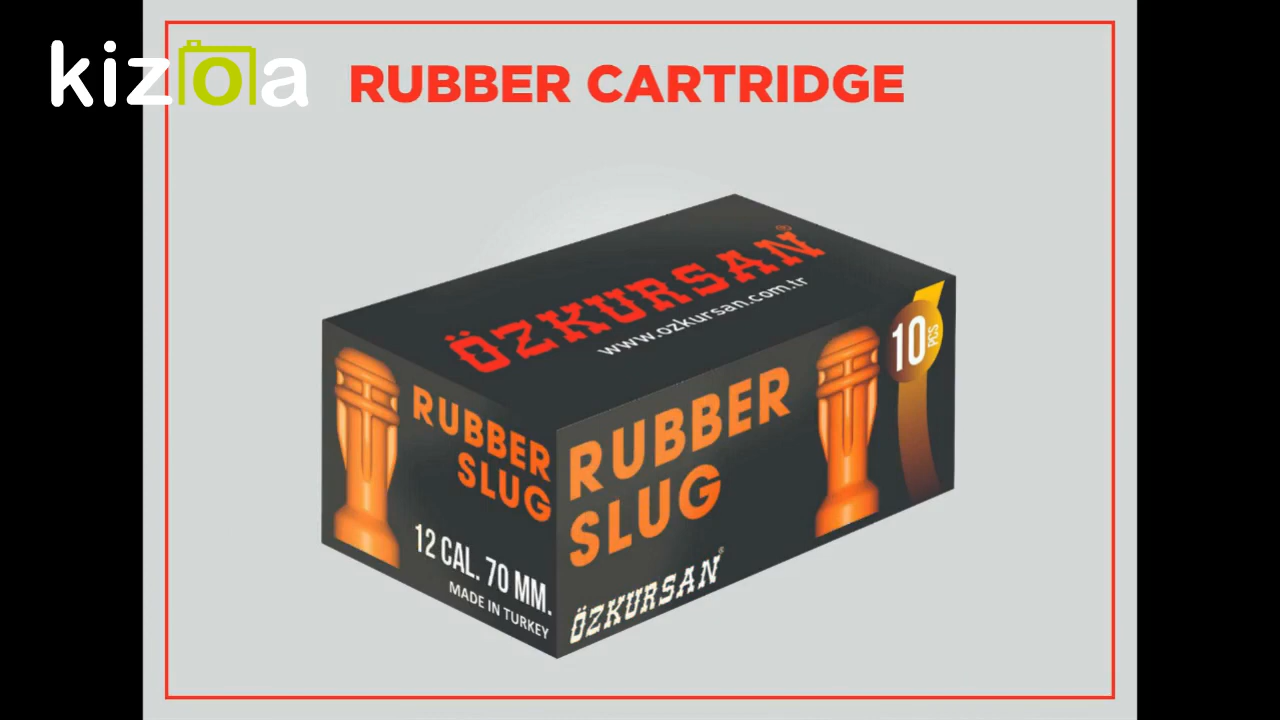 kizoa
RUBBER CARTRIDGE
ÖZKURSAN®
www.ozkursan.com.tr
10 PCS
RUBBER
SLUG
12 CAL. 70 MM.
MADE IN TURKEY
RUBBER
SLUG
ÖZKURSAN®